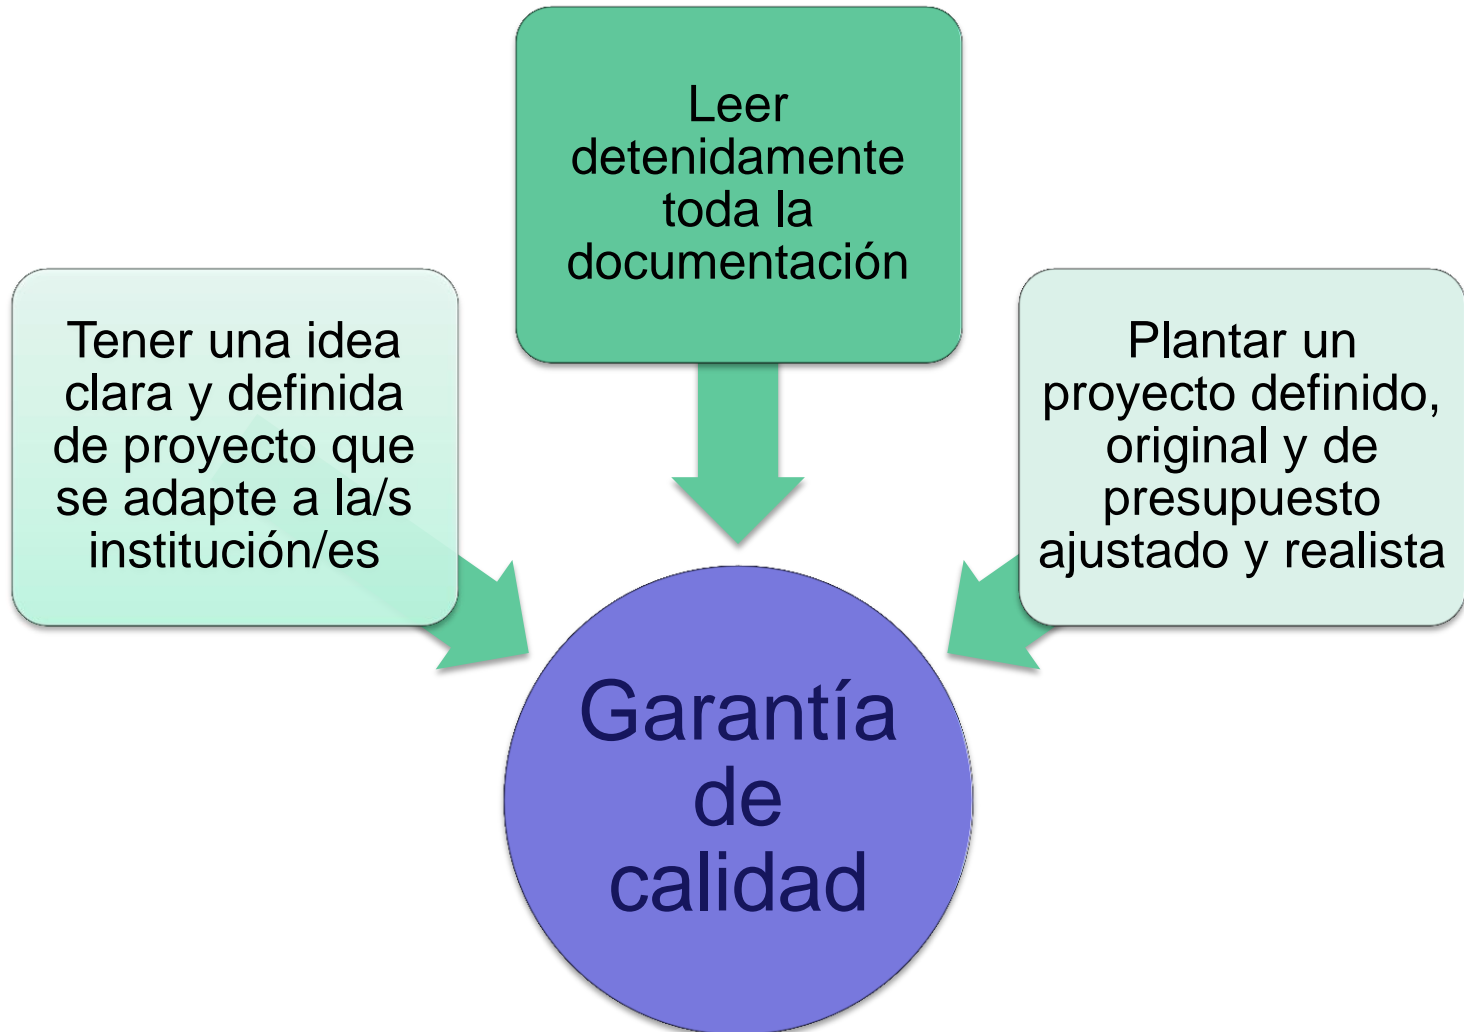 Leer
detenidamente
toda la
documentación
Tener una idea
clara y definida
de proyecto que
se adapte a la/s
institución/es
Plantar un
proyecto definido,
original y de
presupuesto
ajustado y realista
Garantía
de
calidad